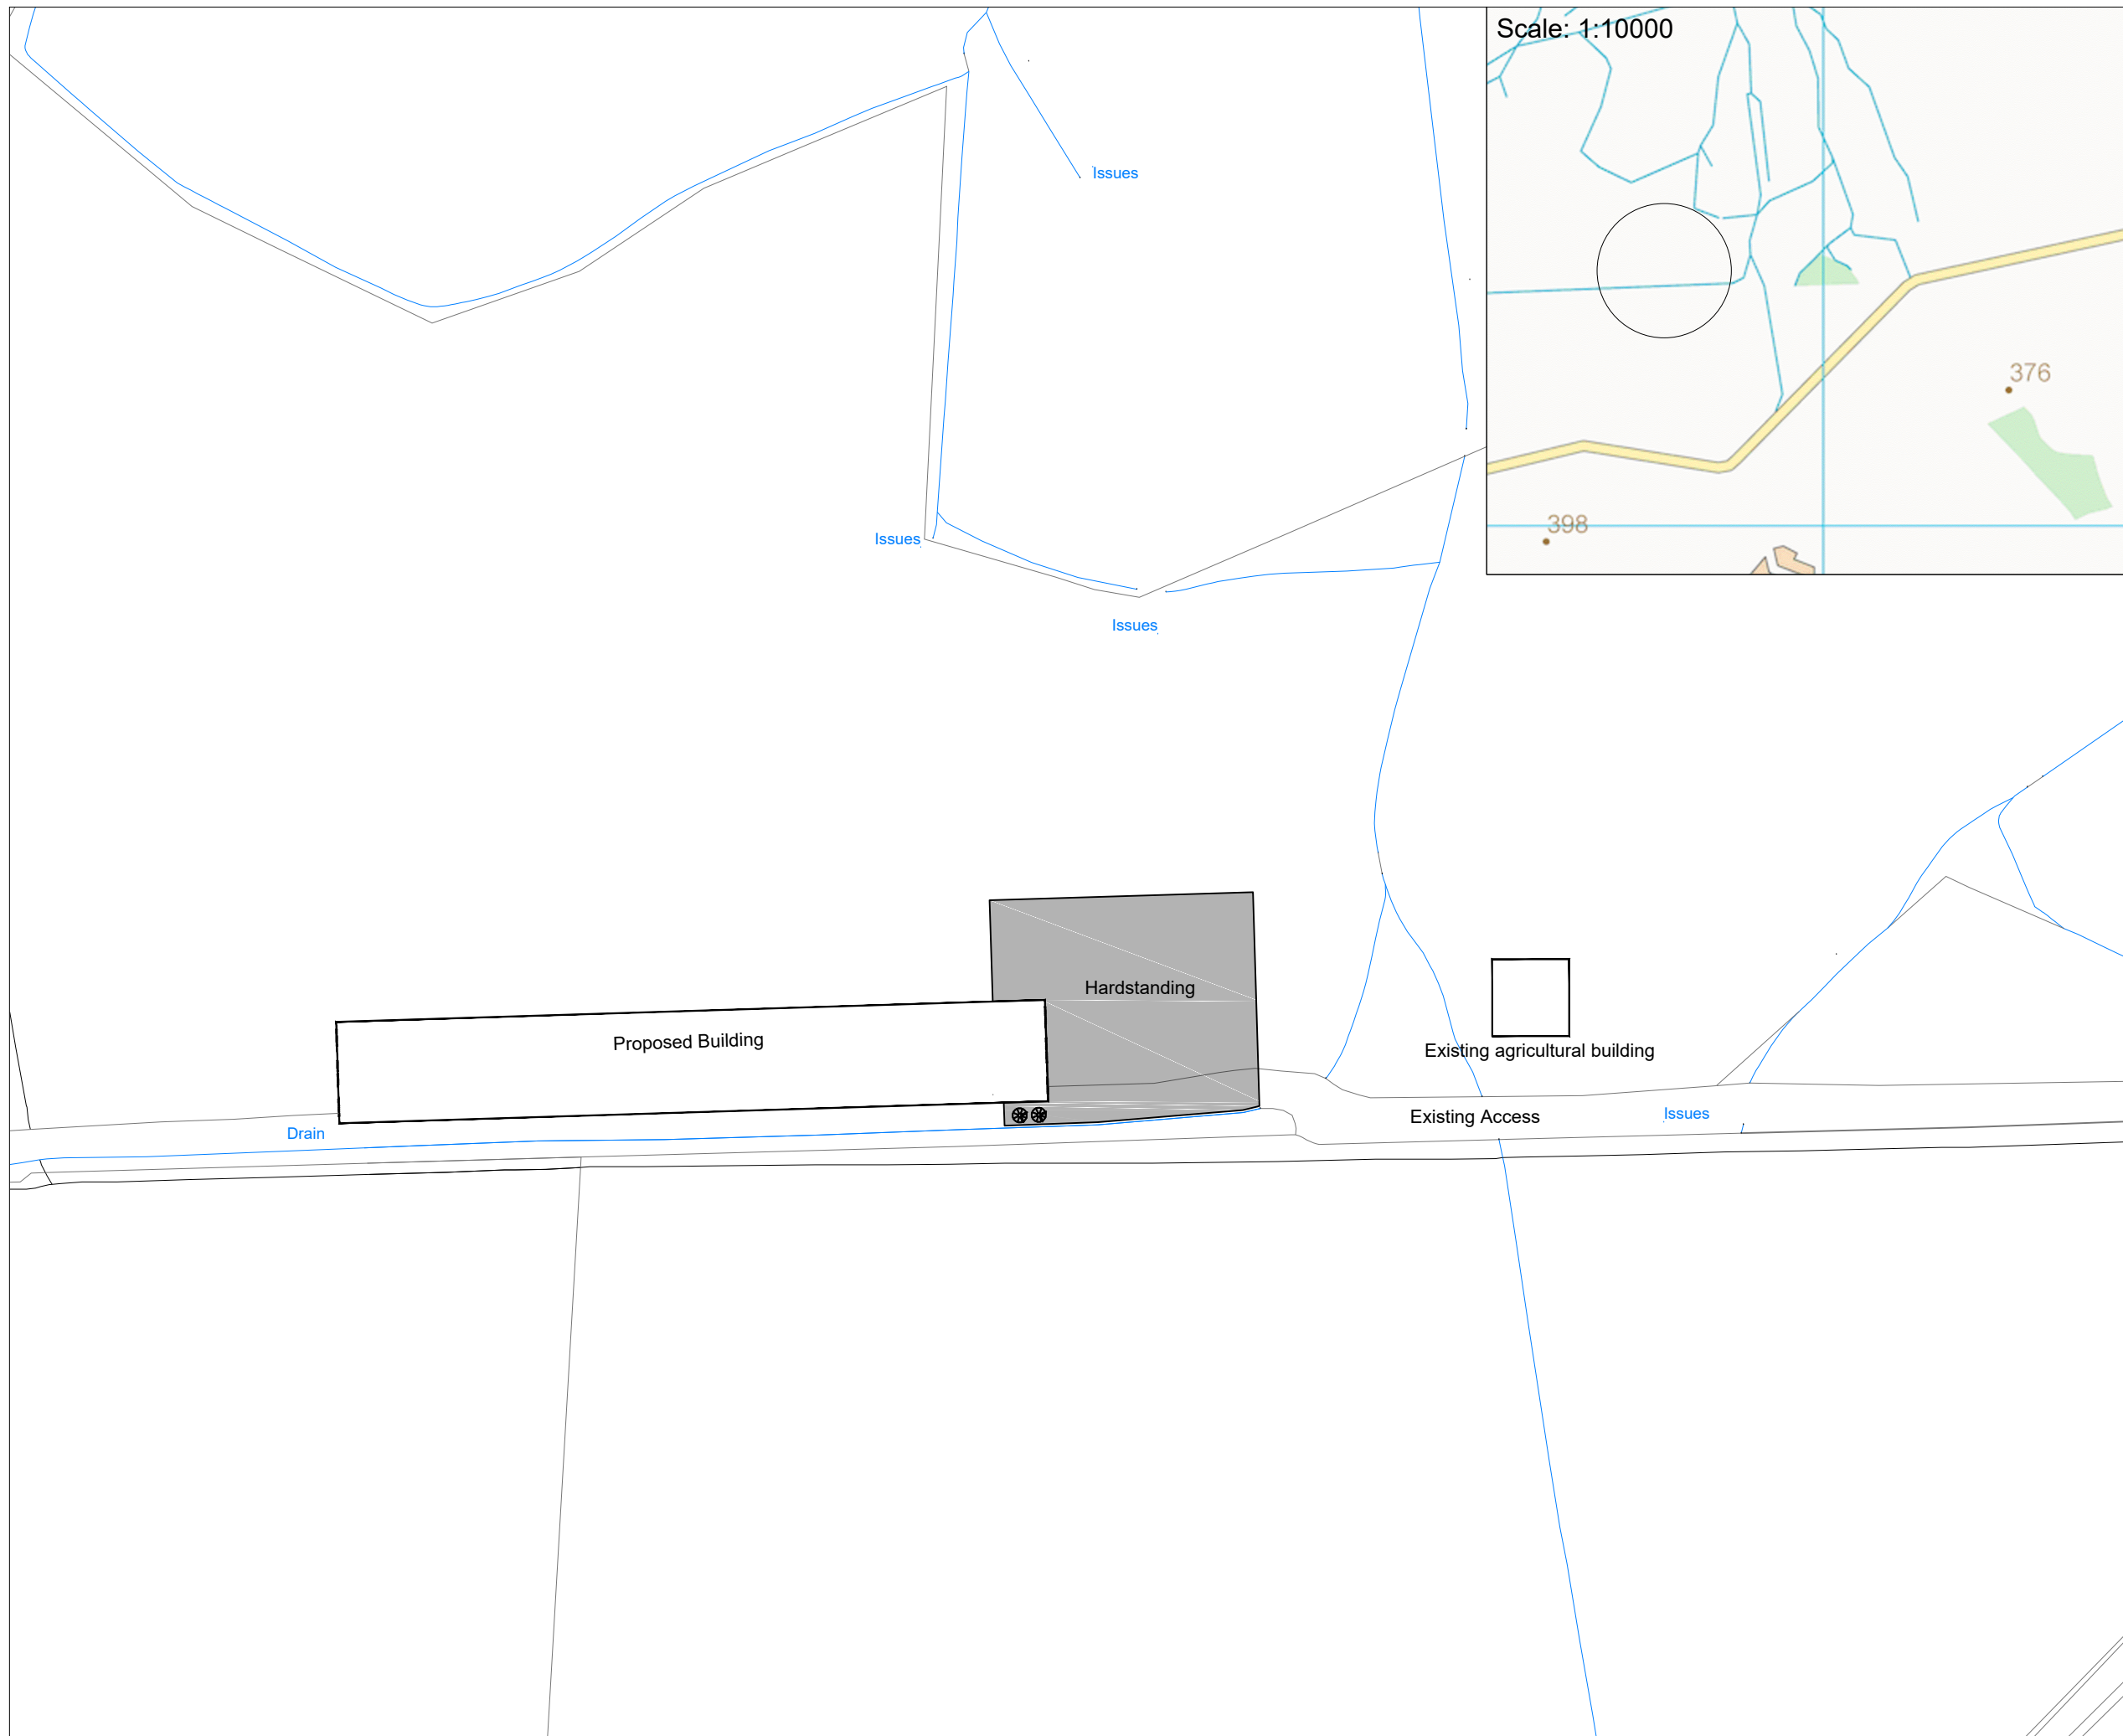 Scale: 1:10000
Issues
376
398
Issues
Issues
Hardstanding
Proposed Building
Existing agricultural building
Existing Access
Issues
Drain